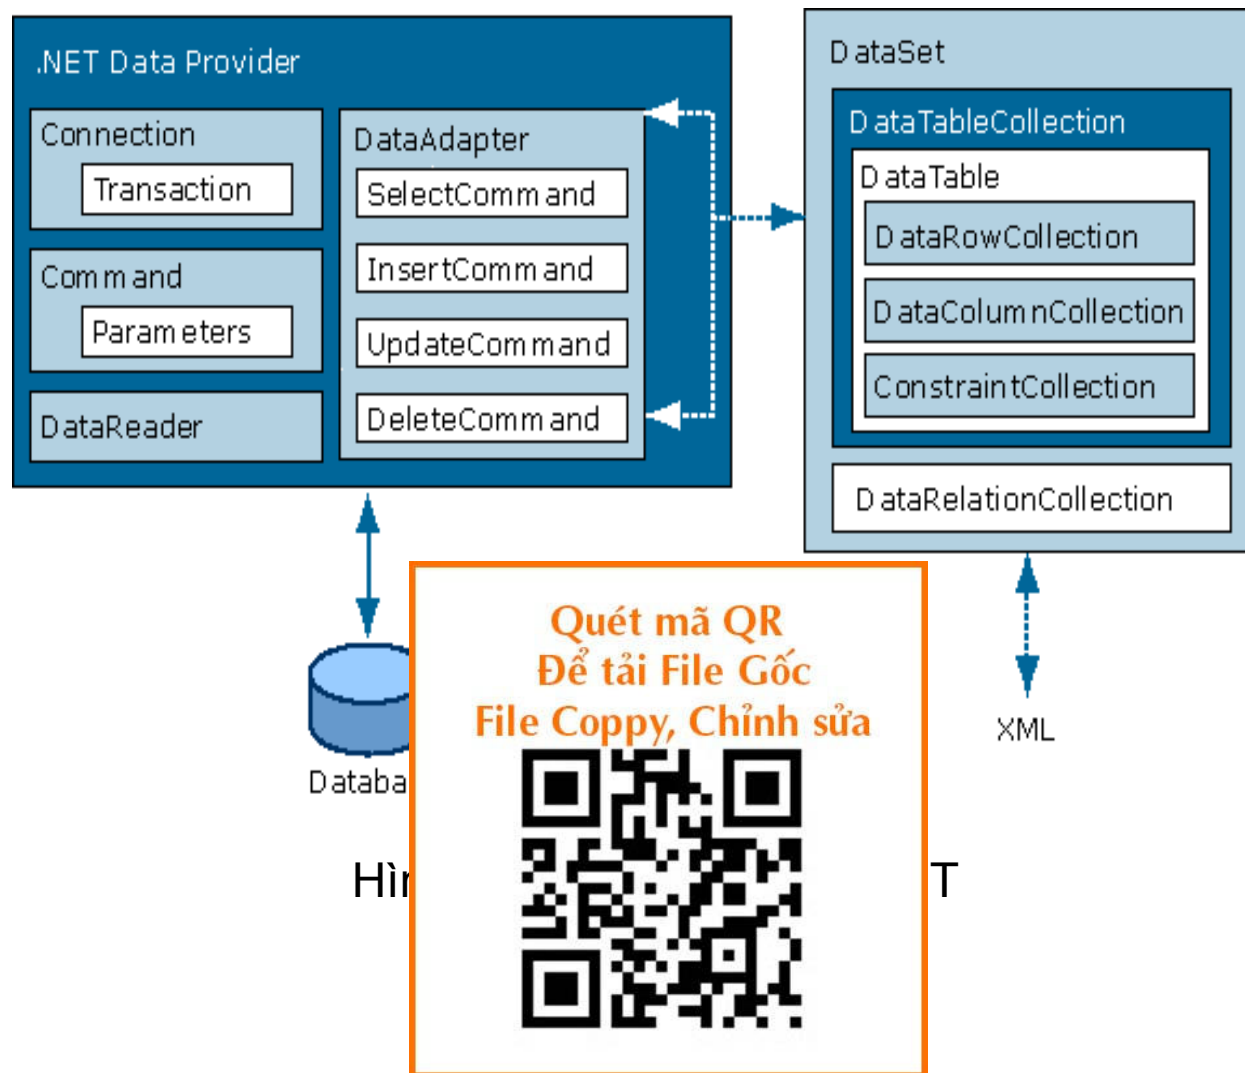 .NET Data Provider
Connection
Transaction
Command
Parameters
DataReader
DataAdapter
SelectCommand
InsertCommand
UpdateCommand
DeleteCommand
DataSet
DataTableCollection
DataTable
DataRowCollection
DataColumnCollection
ConstraintCollection
DataRelationCollection
XML
Quét mã QR
Để tải File Gốc
File Coppy, Chỉnh sửa